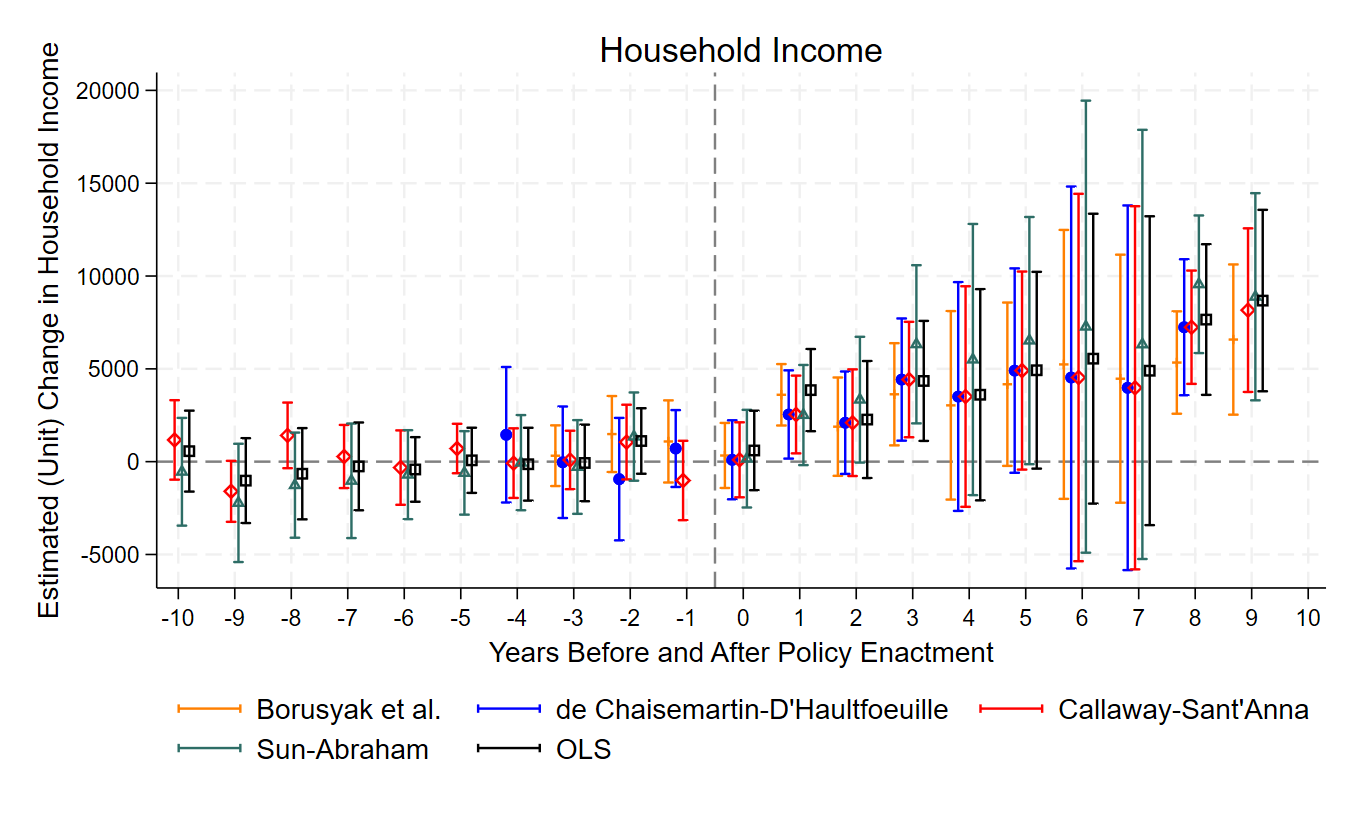 Household Income
Estimated (Unit) Change in Household Income
20000
15000
10000
5000
0
-5000
-10 -9 -8 -7 -6 -5 -4 -3 -2 -1 0 1 2 3 4 5 6 7 8 9 10
Years Before and After Policy Enactment
Borusyak et al. de Chaisemartin-D'Haultfoeuille Callaway-Sant'Anna
Sun-Abraham OLS